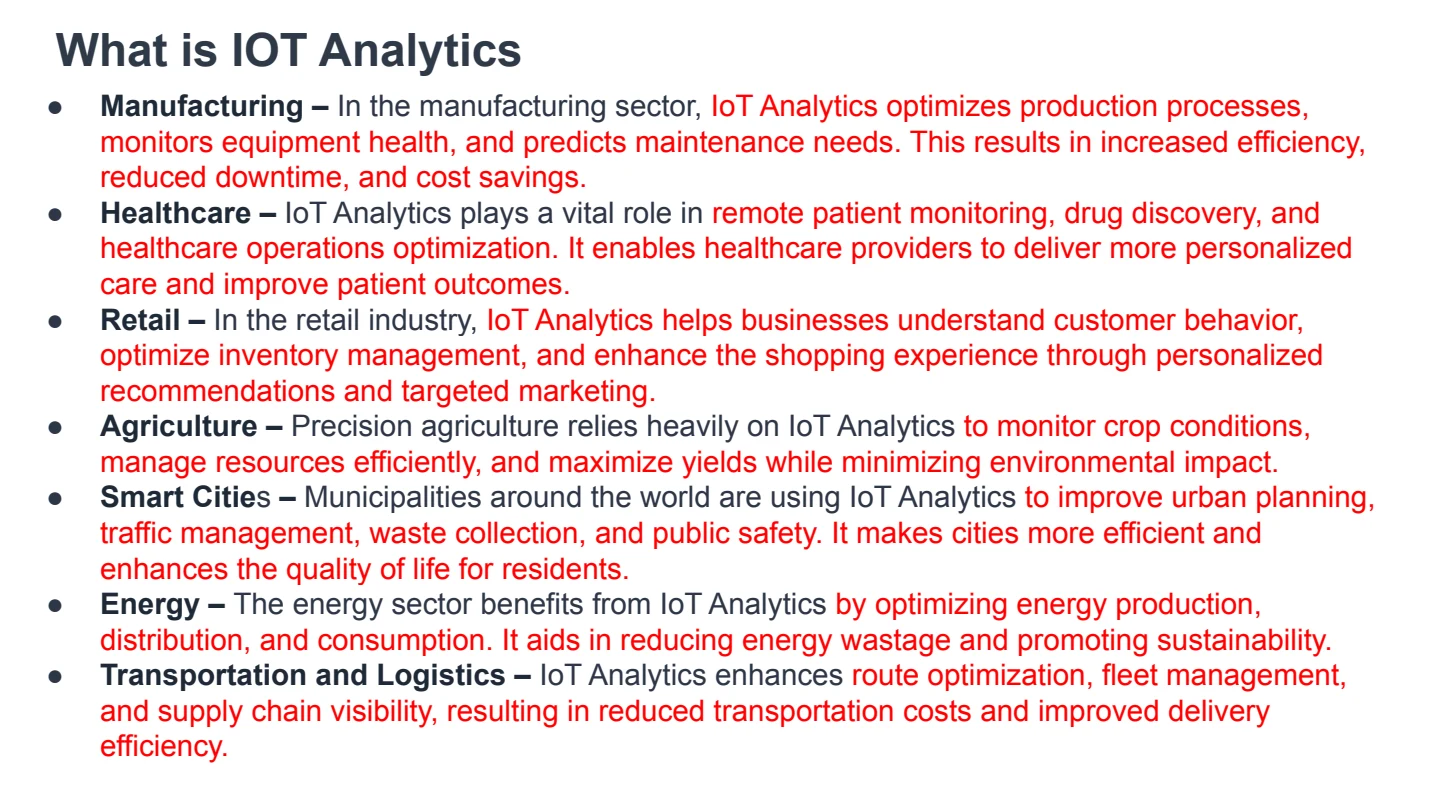 What is IOT Analytics
● Manufacturing – In the manufacturing sector, IoT Analytics optimizes production processes,
monitors equipment health, and predicts maintenance needs. This results in increased efficiency,
reduced downtime, and cost savings.
● Healthcare – IoT Analytics plays a vital role in remote patient monitoring, drug discovery, and
healthcare operations optimization. It enables healthcare providers to deliver more personalized
care and improve patient outcomes.
● Retail – In the retail industry, IoT Analytics helps businesses understand customer behavior,
optimize inventory management, and enhance the shopping experience through personalized
recommendations and targeted marketing.
● Agriculture – Precision agriculture relies heavily on IoT Analytics to monitor crop conditions,
manage resources efficiently, and maximize yields while minimizing environmental impact.
● Smart Cities – Municipalities around the world are using IoT Analytics to improve urban planning,
traffic management, waste collection, and public safety. It makes cities more efficient and
enhances the quality of life for residents.
● Energy – The energy sector benefits from IoT Analytics by optimizing energy production,
distribution, and consumption. It aids in reducing energy wastage and promoting sustainability.
● Transportation and Logistics – IoT Analytics enhances route optimization, fleet management,
and supply chain visibility, resulting in reduced transportation costs and improved delivery
efficiency.